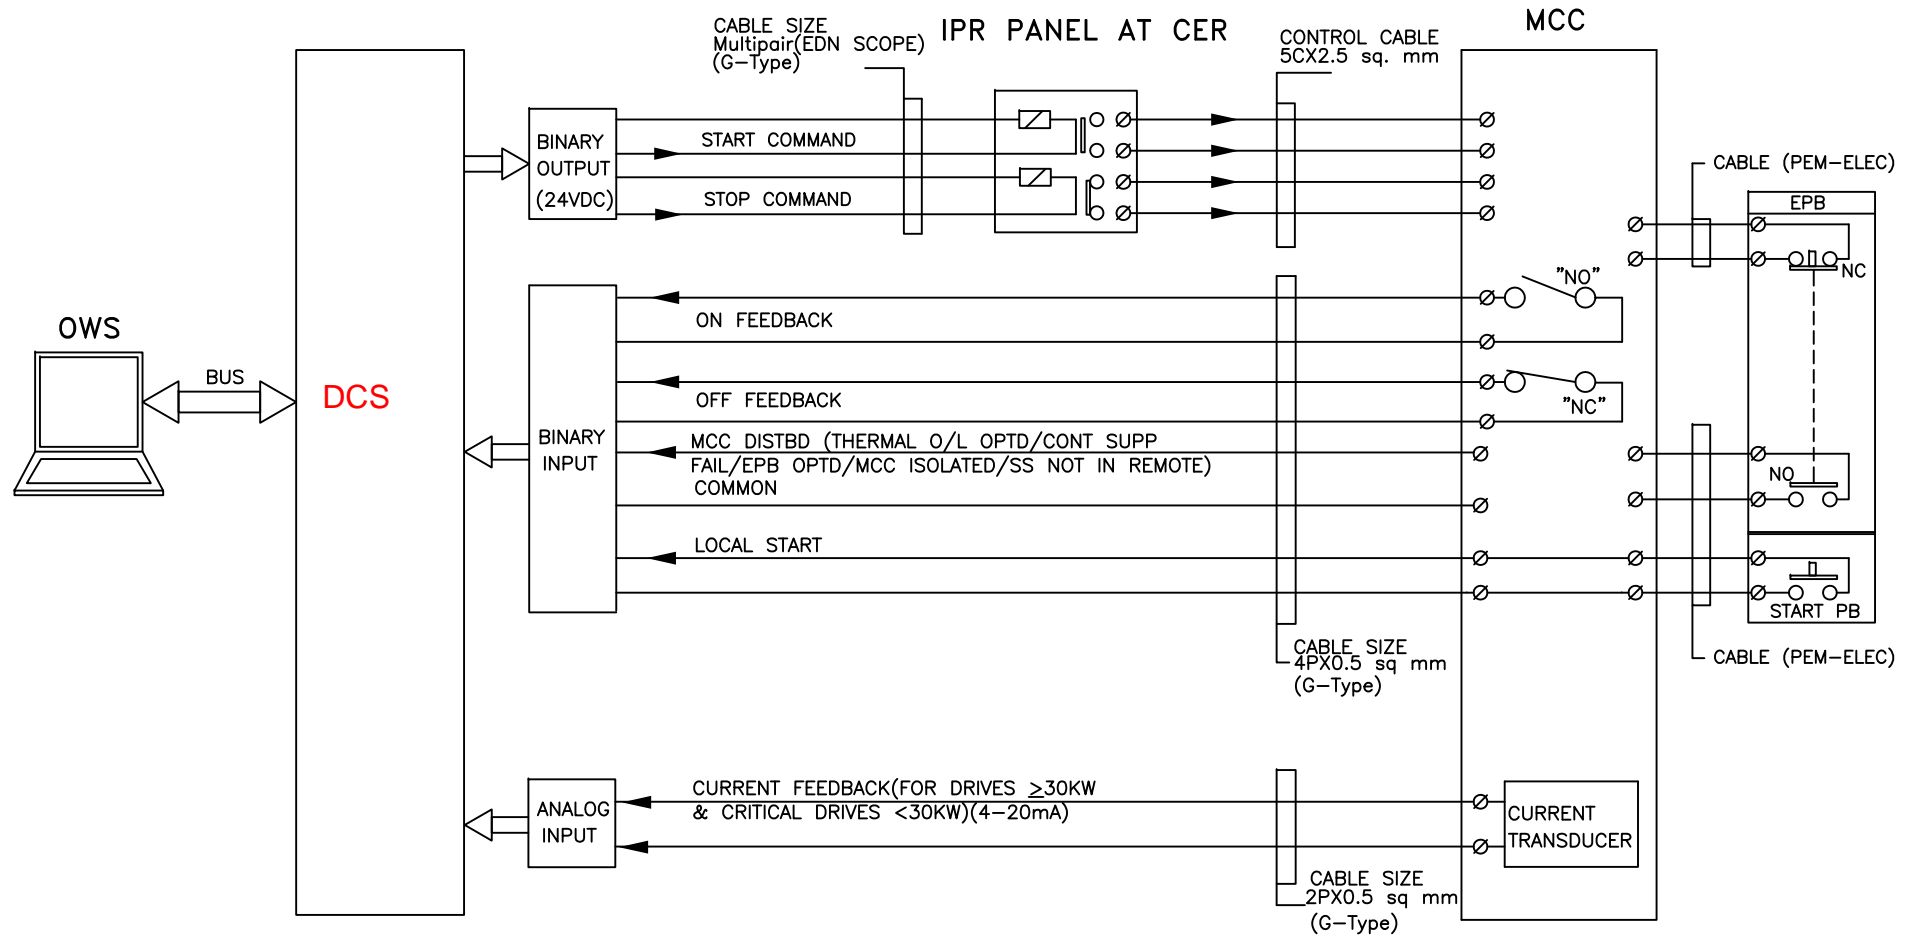 CABLE SIZE
Multipair(EDN SCOPE)
(G-Type)
IPR PANEL AT CER
CONTROL CABLE
5CX2.5 sq. mm
MCC
BINARY
OUTPUT
(24VDC)
START COMMAND
STOP COMMAND
CABLE (PEM-ELEC)
EPB
NC
"NO"
ON FEEDBACK
OWS
BUS
DCS
OFF FEEDBACK
"NC"
BINARY
INPUT
MCC DISTBD (THERMAL O/L OPTD/CONT SUPP
FAIL/EPB OPTD/MCC ISOLATED/SS NOT IN REMOTE)
COMMON
NO
LOCAL START
START PB
CABLE SIZE
4PX0.5 sq mm
(G-Type)
CABLE (PEM-ELEC)
ANALOG
INPUT
CURRENT FEEDBACK(FOR DRIVES ≥30KW
& CRITICAL DRIVES <30KW)(4-20mA)
CURRENT
TRANSDUCER
CABLE SIZE
2PX0.5 sq mm
(G-Type)